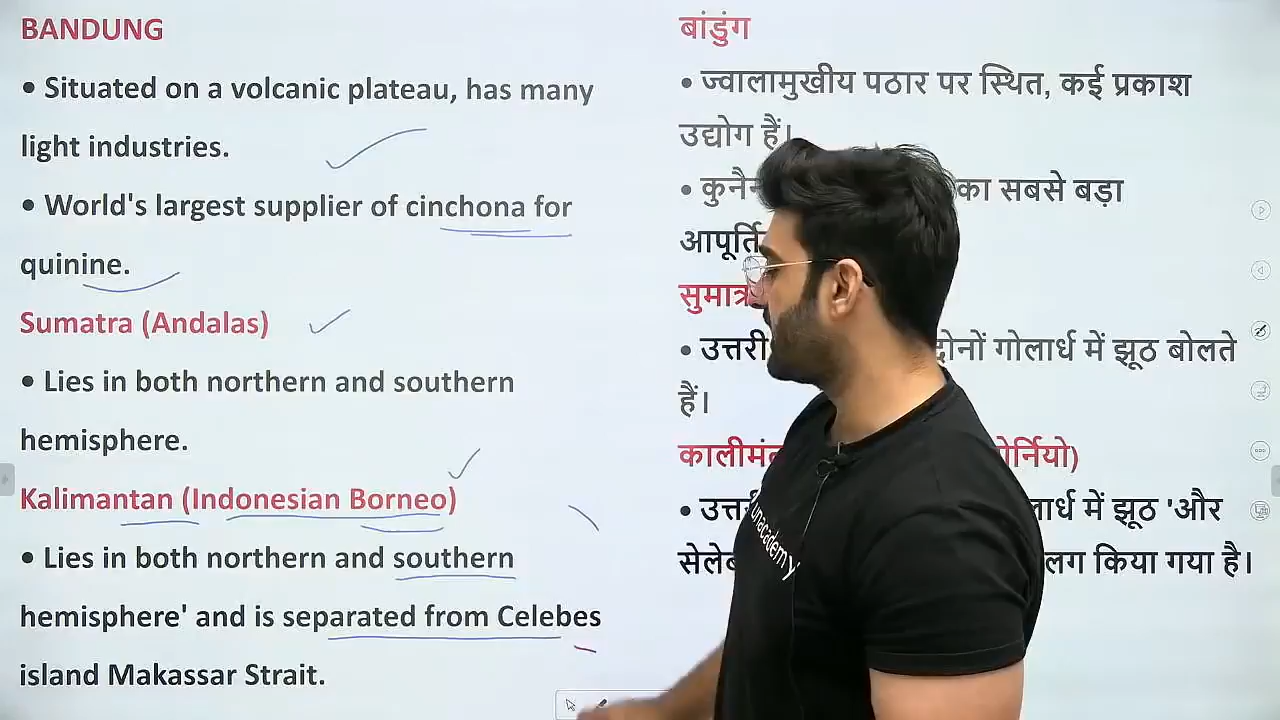 BANDUNG
• Situated on a volcanic plateau, has many
light industries.
• World's largest supplier of cinchona for
quinine.
Sumatra (Andalas)
• Lies in both northern and southern
hemisphere.
Kalimantan (Indonesian Borneo)
• Lies in both northern and southern
hemisphere' and is separated from Celebes
island Makassar Strait.
बांडुंग
• ज्वालामुखीय पठार पर स्थित, कई प्रकाश
उद्योग हैं।
• का सबसे बड़ा
आपूर्ति
• उत्तरी दोनों गोलार्ध में झूठ बोलते
हैं।
• में झूठ 'और
किया गया है।
unacademy